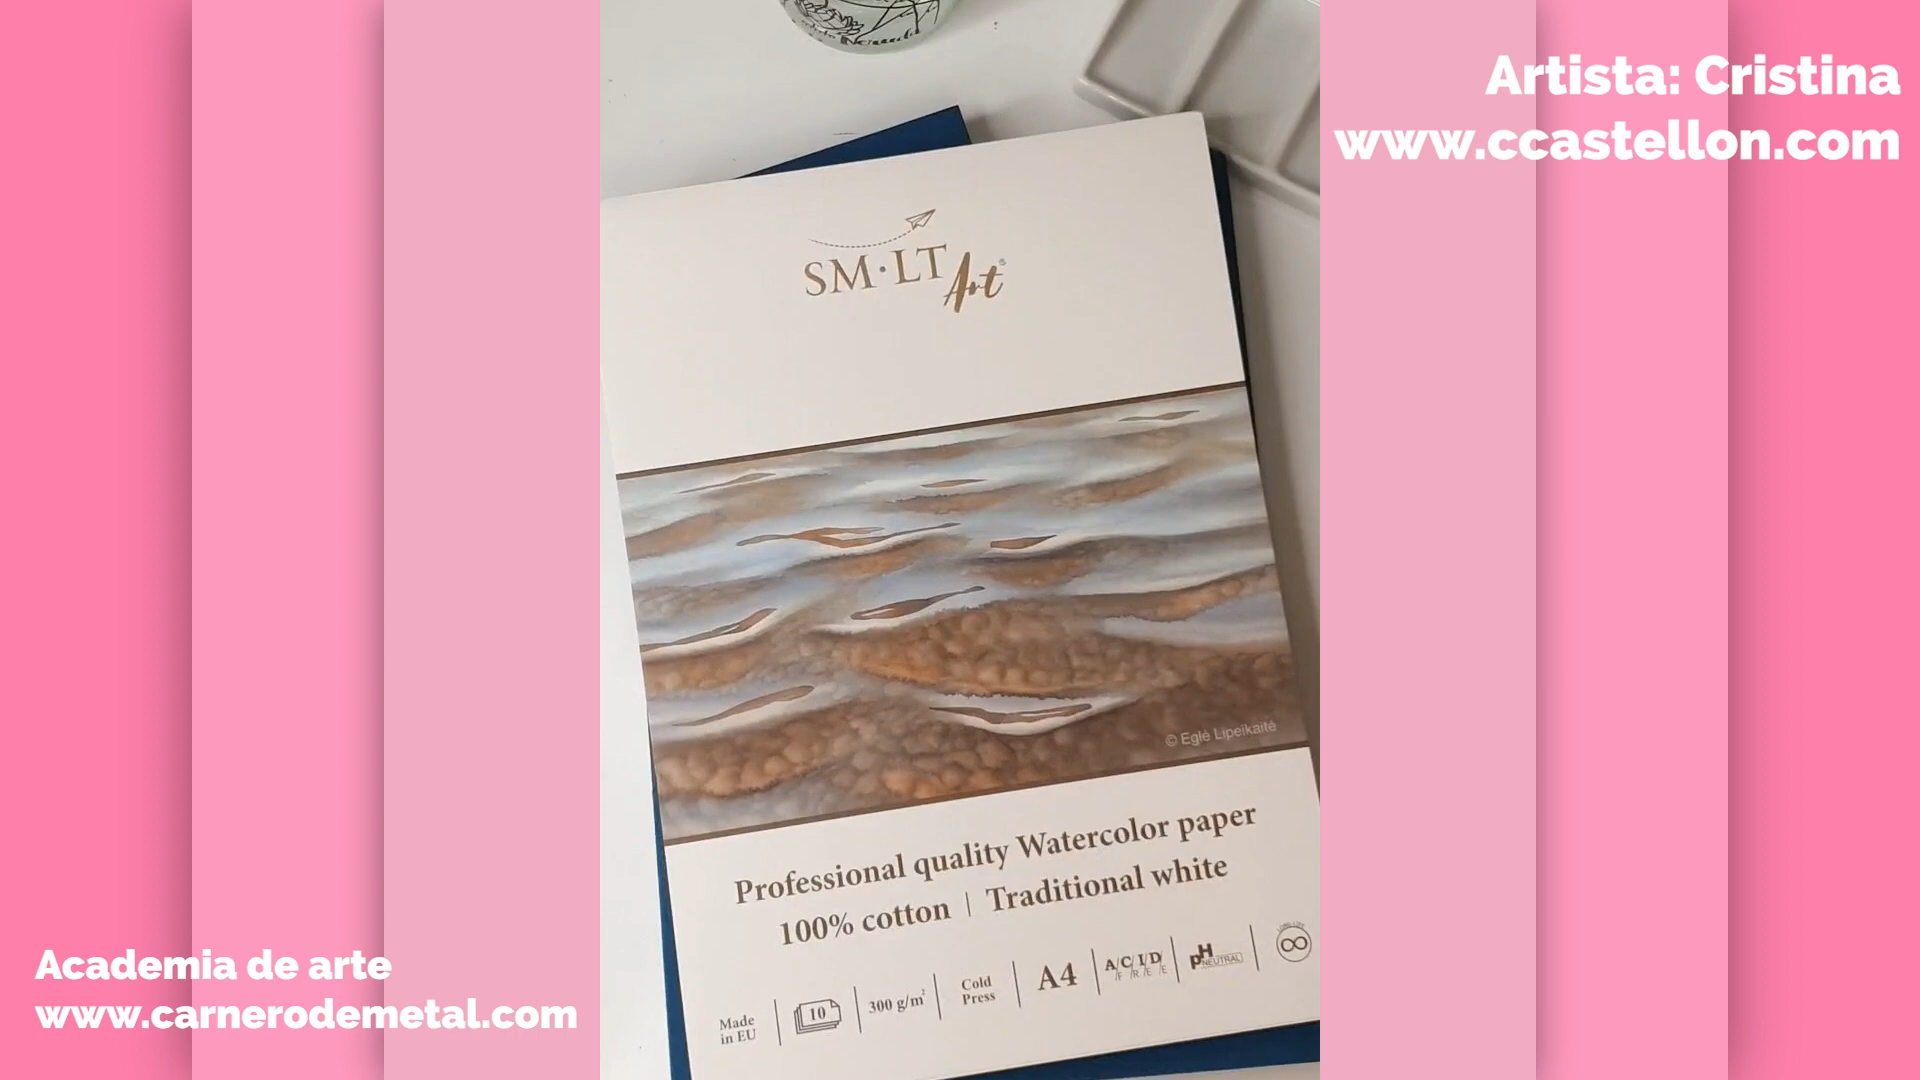 Artista: Cristina
www.ccastellon.com
SM·LT Art®
© Eglė Lipeikaitė
Professional quality Watercolor paper
100% cotton | Traditional white
Made
in EU
10
300 g/m²
Cold
Press
A4
A/C/I/D
F/R/E/E
pH
NEUTRAL
Academia de arte
www.carnerodemetal.com